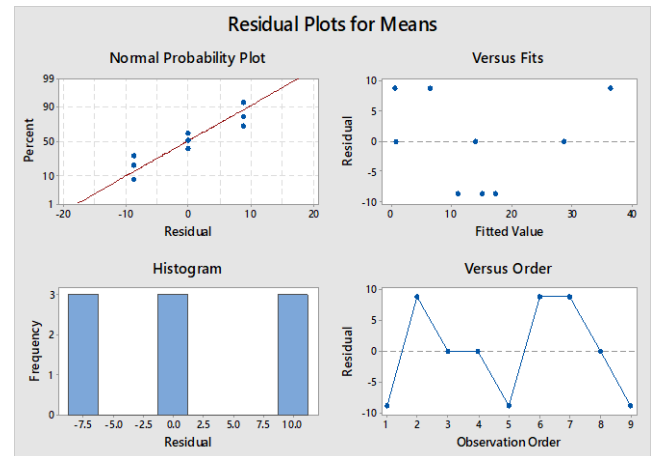 Residual Plots for Means
Normal Probability Plot
99
90
50
10
1
Percent
-20 -10 0 10 20
Residual
Versus Fits
10
5
0
-5
-10
Residual
0 10 20 30 40
Fitted Value
Histogram
3
2
1
0
Frequency
-7.5 -5.0 -2.5 0.0 2.5 5.0 7.5 10.0
Residual
Versus Order
10
5
0
-5
-10
Residual
1 2 3 4 5 6 7 8 9
Observation Order